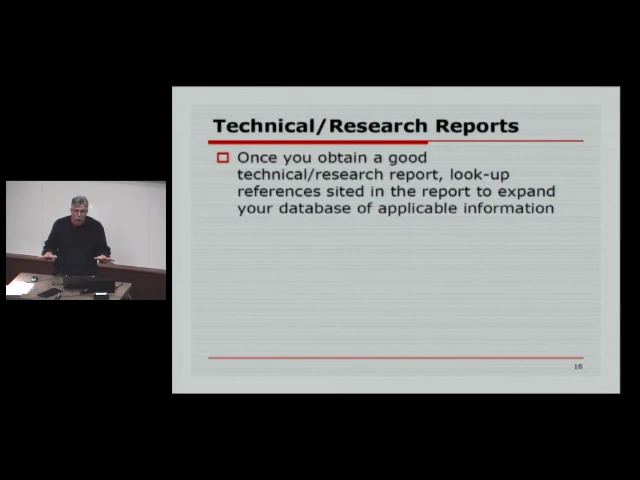 Technical/Research Reports
Once you obtain a good
technical/research report, look-up
references sited in the report to expand
your database of applicable information
18